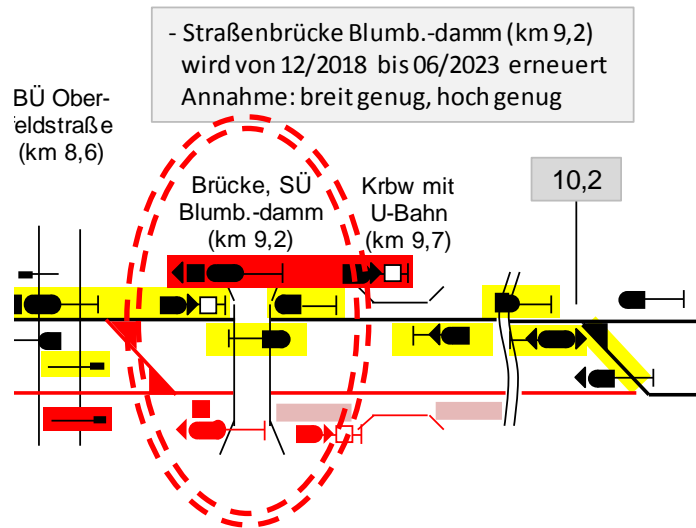 - Straßenbrücke Blumb.-damm (km 9,2)
wird von 12/2018 bis 06/2023 erneuert
Annahme: breit genug, hoch genug
BÜ Ober-
feldstraße
(km 8,6)
Brücke, SÜ
Blumb.-damm
(km 9,2)
Krbw mit
U-Bahn
(km 9,7)
10,2